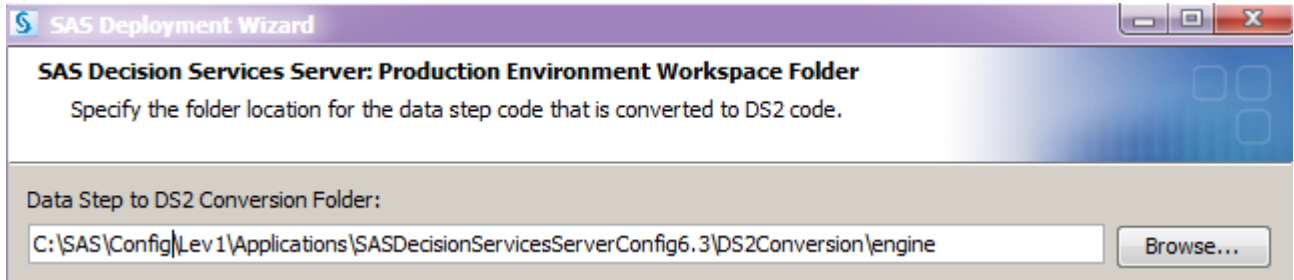 SAS Deployment Wizard
SAS Decision Services Server: Production Environment Workspace Folder
Specify the folder location for the data step code that is converted to DS2 code.
Data Step to DS2 Conversion Folder:
C:\SAS\Config\Lev1\Applications\SASDecisionServicesServerConfig6.3\DS2Conversion\engine
Browse...